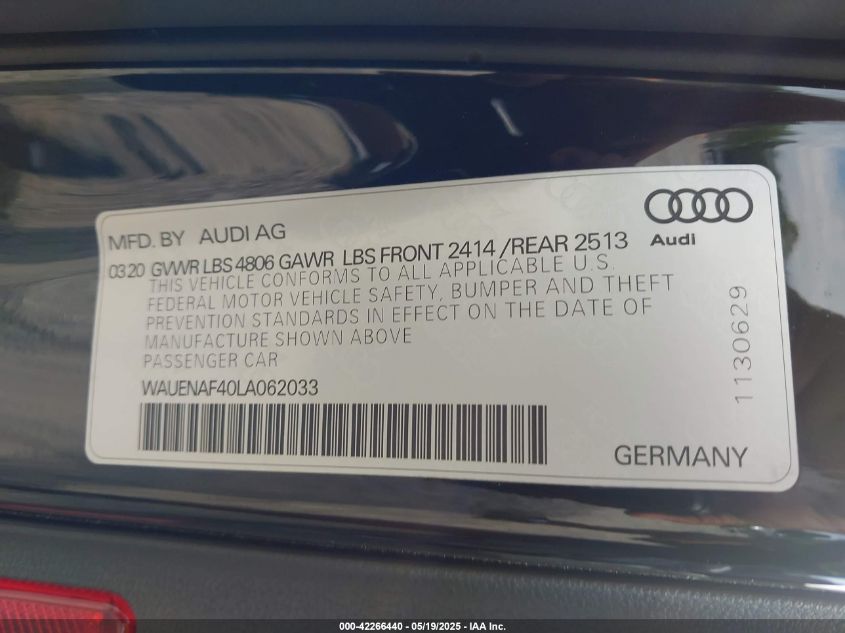 MFD. BY AUDI AG
Audi
03 20 GVWR LBS 4806 GAWR LBS FRONT 2414 /REAR 2513
THIS VEHICLE CONFORMS TO ALL APPLICABLE U.S.
FEDERAL MOTOR VEHICLE SAFETY, BUMPER AND THEFT
PREVENTION STANDARDS IN EFFECT ON THE DATE OF
MANUFACTURE SHOWN ABOVE
PASSENGER CAR
WAUENAF40LA062033
GERMANY
1130629
000-42266440 - 05/19/2025 - IAA Inc.